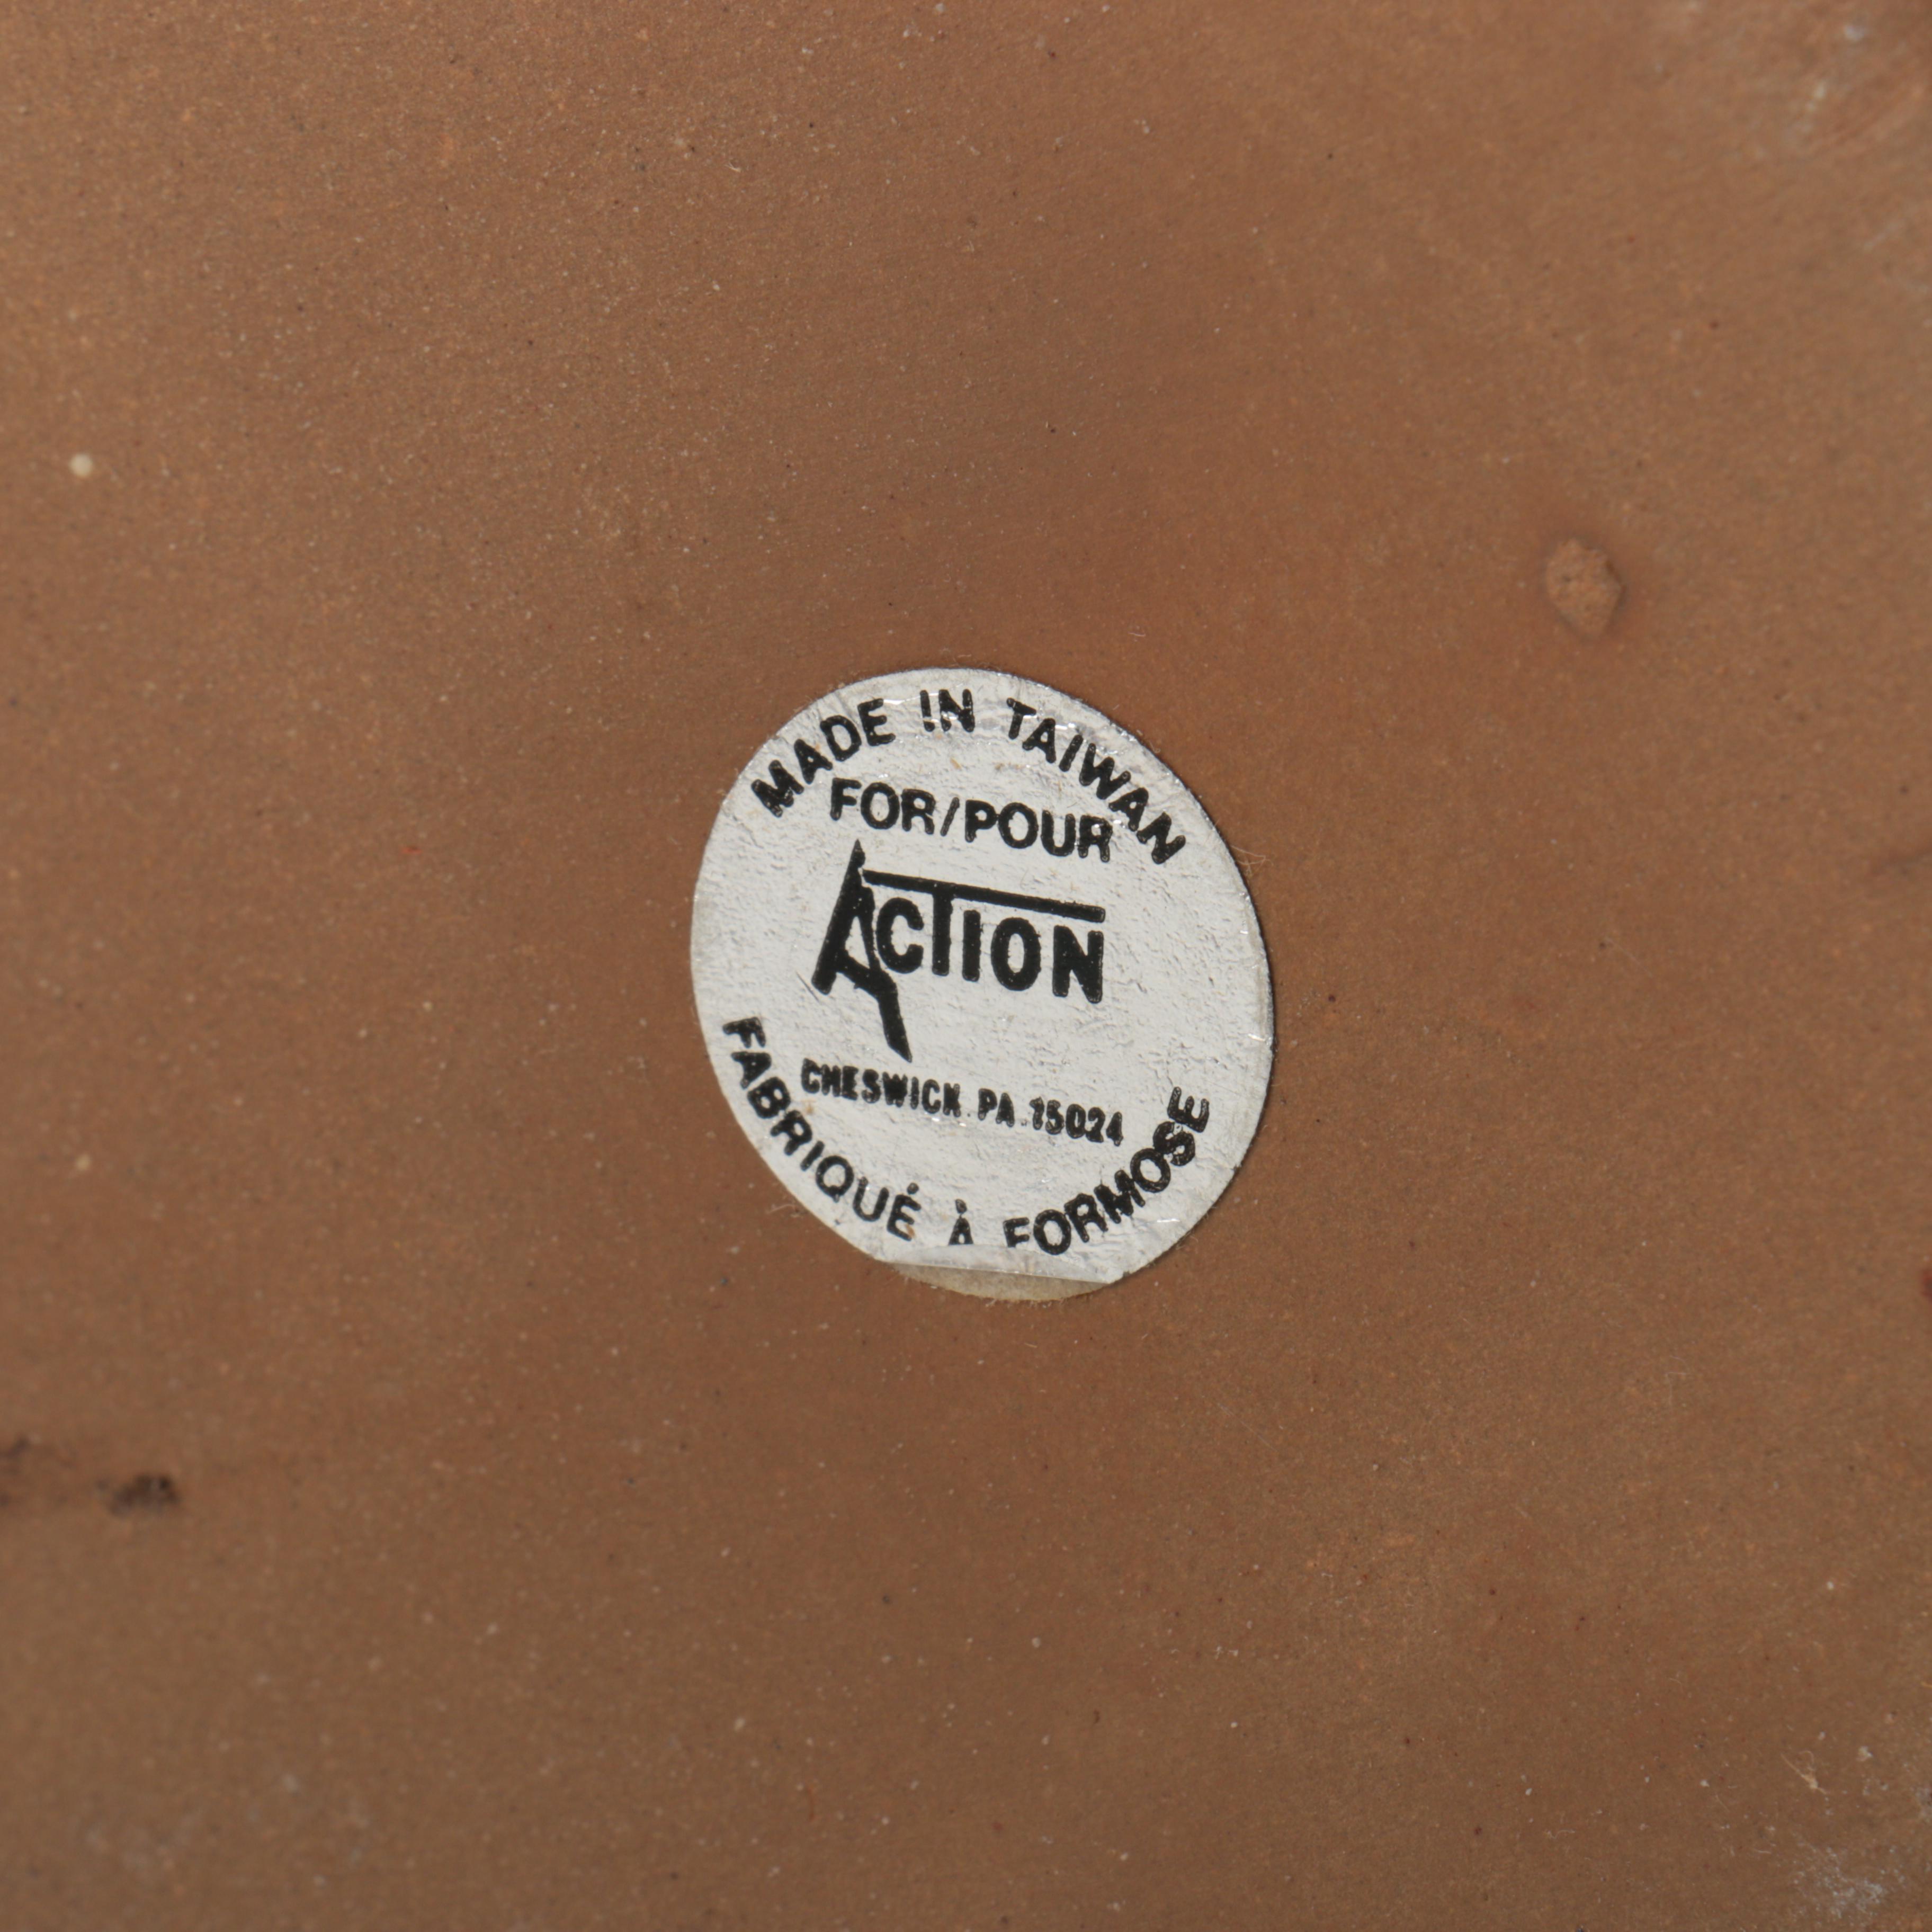 MADE IN TAIWAN
FOR/POUR
ACTION
CHESWICK PA.15024
FABRIQUÉ À FORMOSE